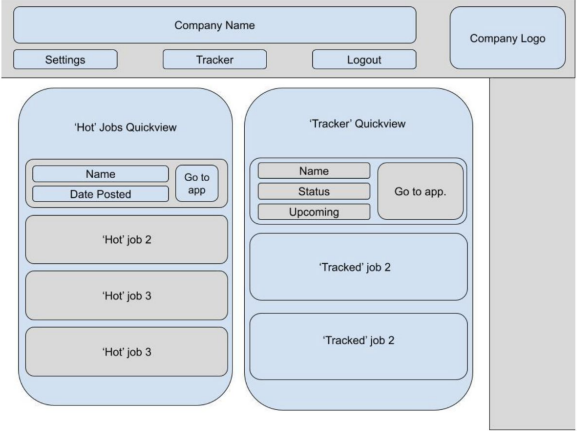 Company Name
Company Logo
Settings
Tracker
Logout
'Hot' Jobs Quickview
Name
Date Posted
Go to
app
'Hot' job 2
'Hot' job 3
'Hot' job 3
'Tracker' Quickview
Name
Status
Upcoming
Go to app.
'Tracked' job 2
'Tracked' job 2